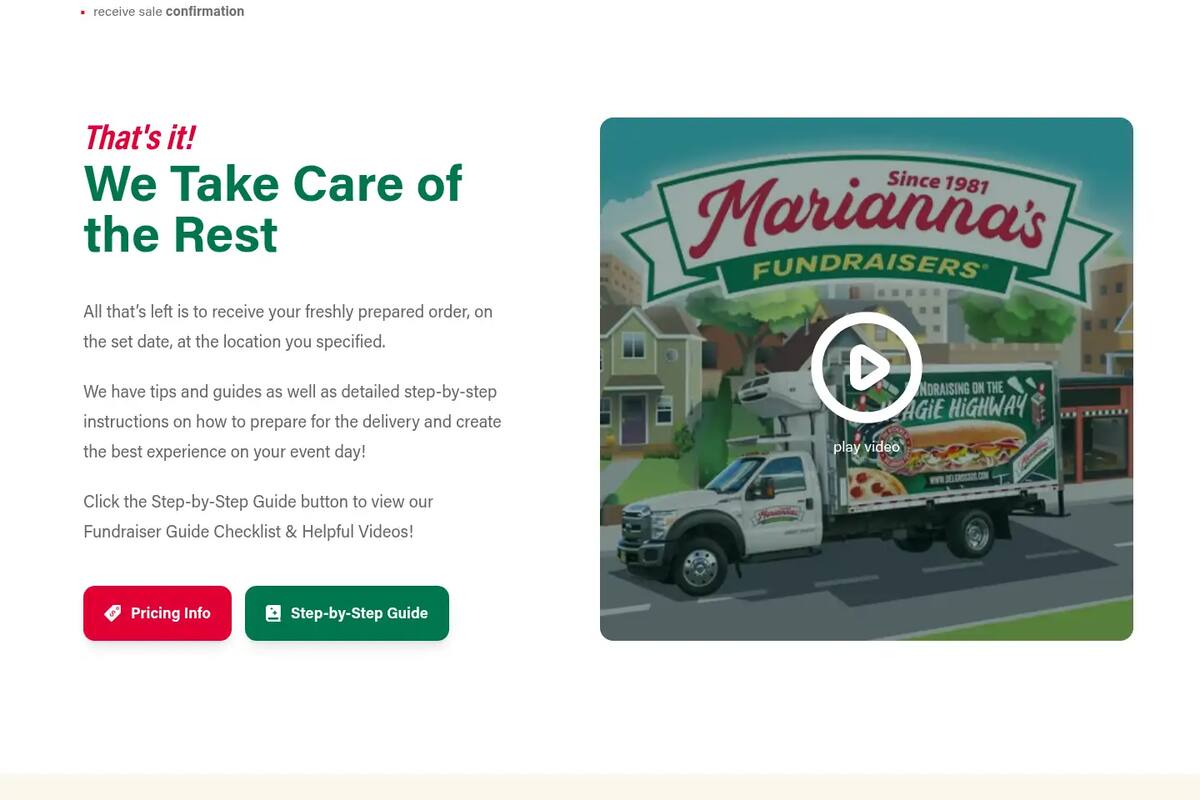 receive sale confirmation
That's it!
We Take Care of
the Rest
All that's left is to receive your freshly prepared order, on
the set date, at the location you specified.
We have tips and guides as well as detailed step-by-step
instructions on how to prepare for the delivery and create
the best experience on your event day!
Click the Step-by-Step Guide button to view our
Fundraiser Guide Checklist & Helpful Videos!
Pricing Info
Step-by-Step Guide
Since 1981
Marianna's
FUNDRAISERS®
ON THE
HIGHWAY
play video
Marianna's